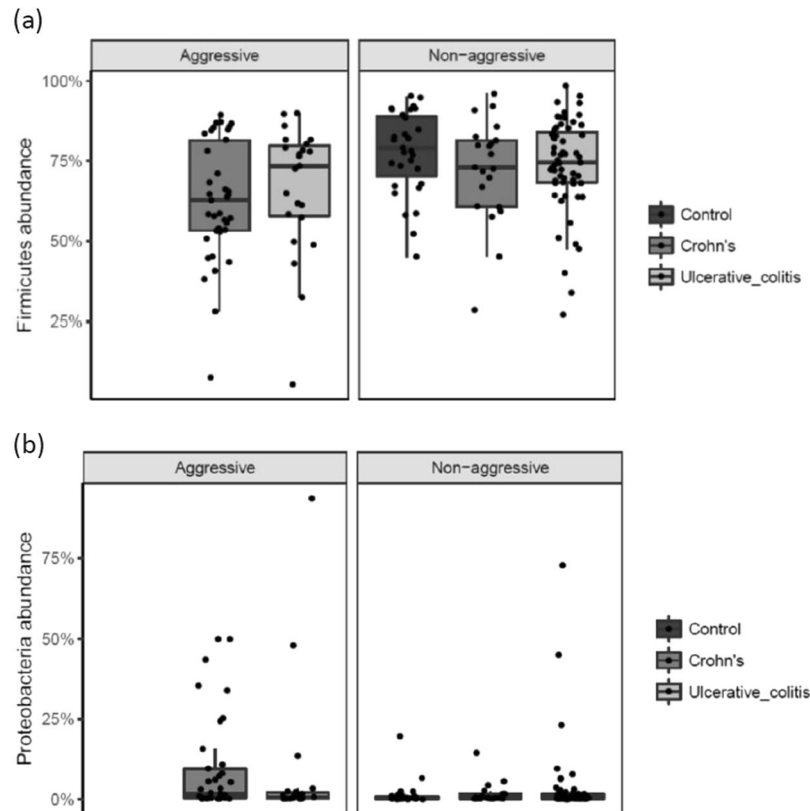 (a)
Aggressive
Non-aggressive
100%
75%
50%
25%
Firmicutes abundance
Control
Crohn's
Ulcerative_colitis
(b)
Aggressive
Non-aggressive
75%
50%
25%
0%
Proteobacteria abundance
Control
Crohn's
Ulcerative_colitis